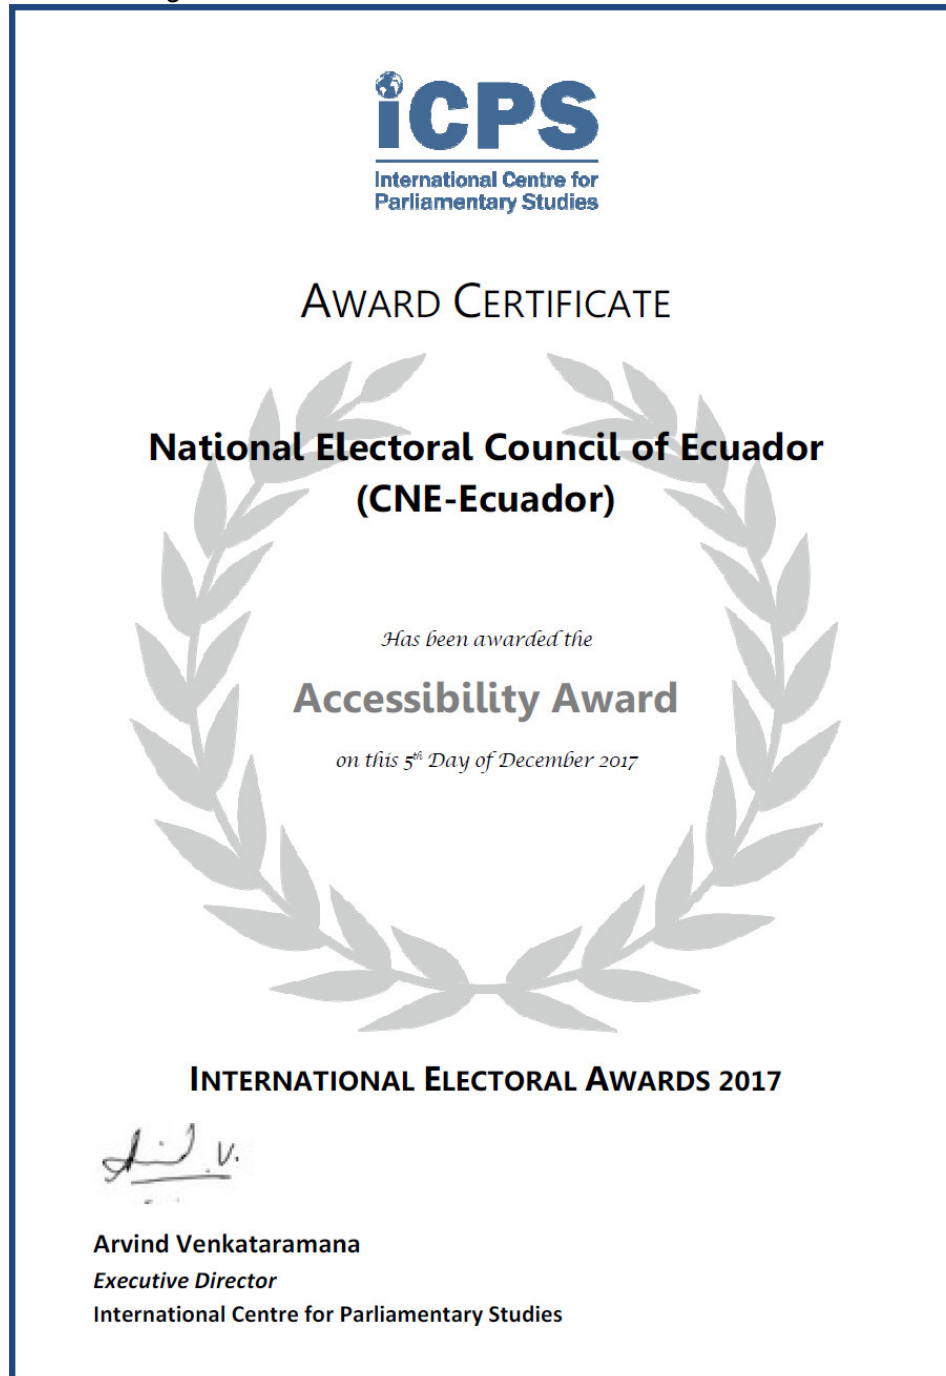 iCPS
International Centre for
Parliamentary Studies
AWARD CERTIFICATE
National Electoral Council of Ecuador
(CNE-Ecuador)
Has been awarded the
Accessibility Award
on this 5th Day of December 2017
INTERNATIONAL ELECTORAL AWARDS 2017
Arvind Venkataramana
Executive Director
International Centre for Parliamentary Studies